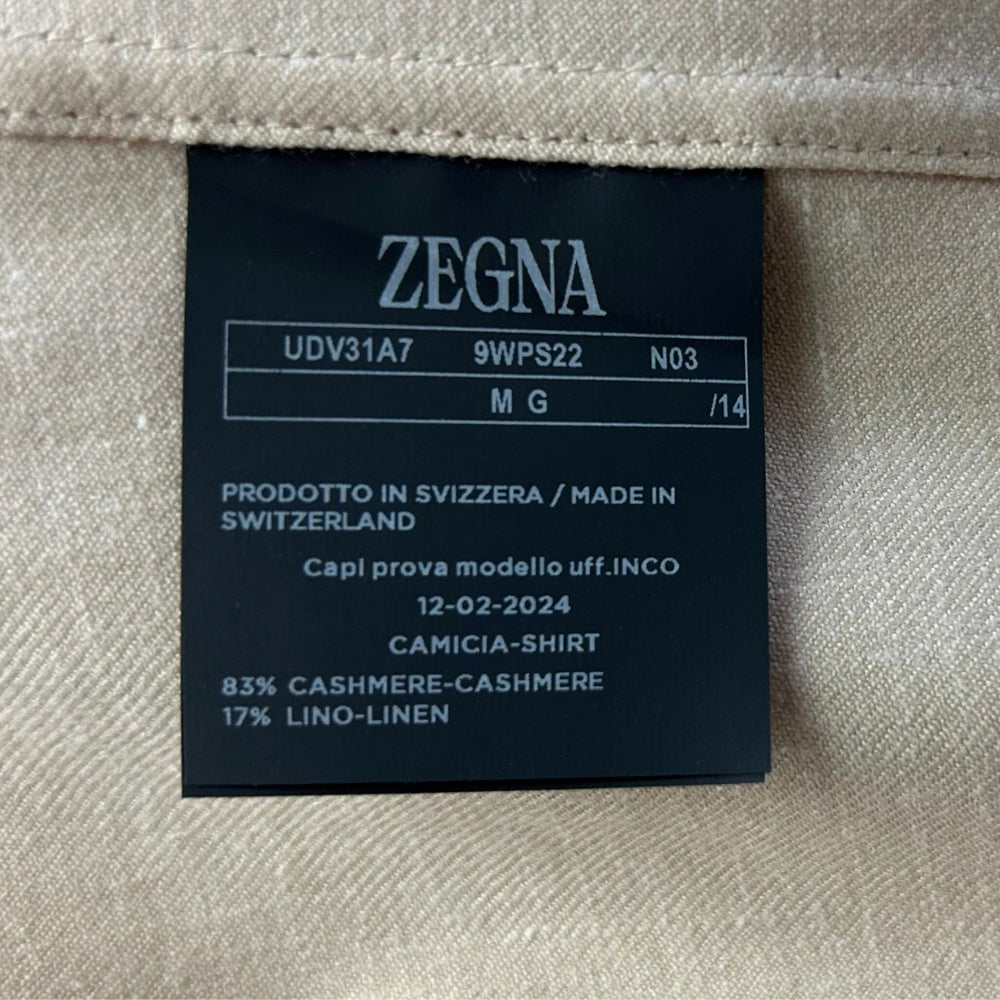 ZEGNA
UDV31A7 9WPS22 N03
M G /14
PRODOTTO IN SVIZZERA / MADE IN
SWITZERLAND
Capi prova modello uff.INCO
12-02-2024
CAMICIA-SHIRT
83% CASHMERE-CASHMERE
17% LINO-LINEN